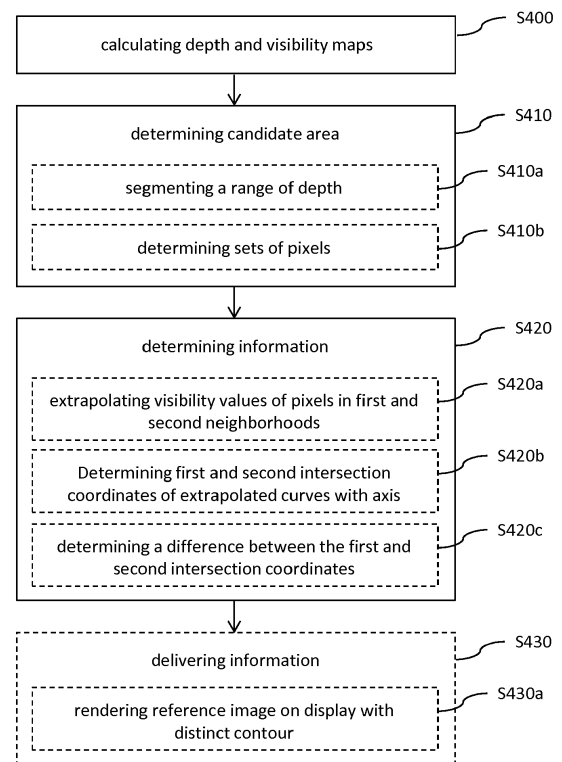 calculating depth and visibility maps
S400
determining candidate area
S410
segmenting a range of depth
S410a
determining sets of pixels
S410b
determining information
S420
extrapolating visibility values of pixels in first and
second neighborhoods
S420a
Determining first and second intersection
coordinates of extrapolated curves with axis
S420b
determining a difference between the first and
second intersection coordinates
S420c
delivering information
S430
rendering reference image on display with
distinct contour
S430a